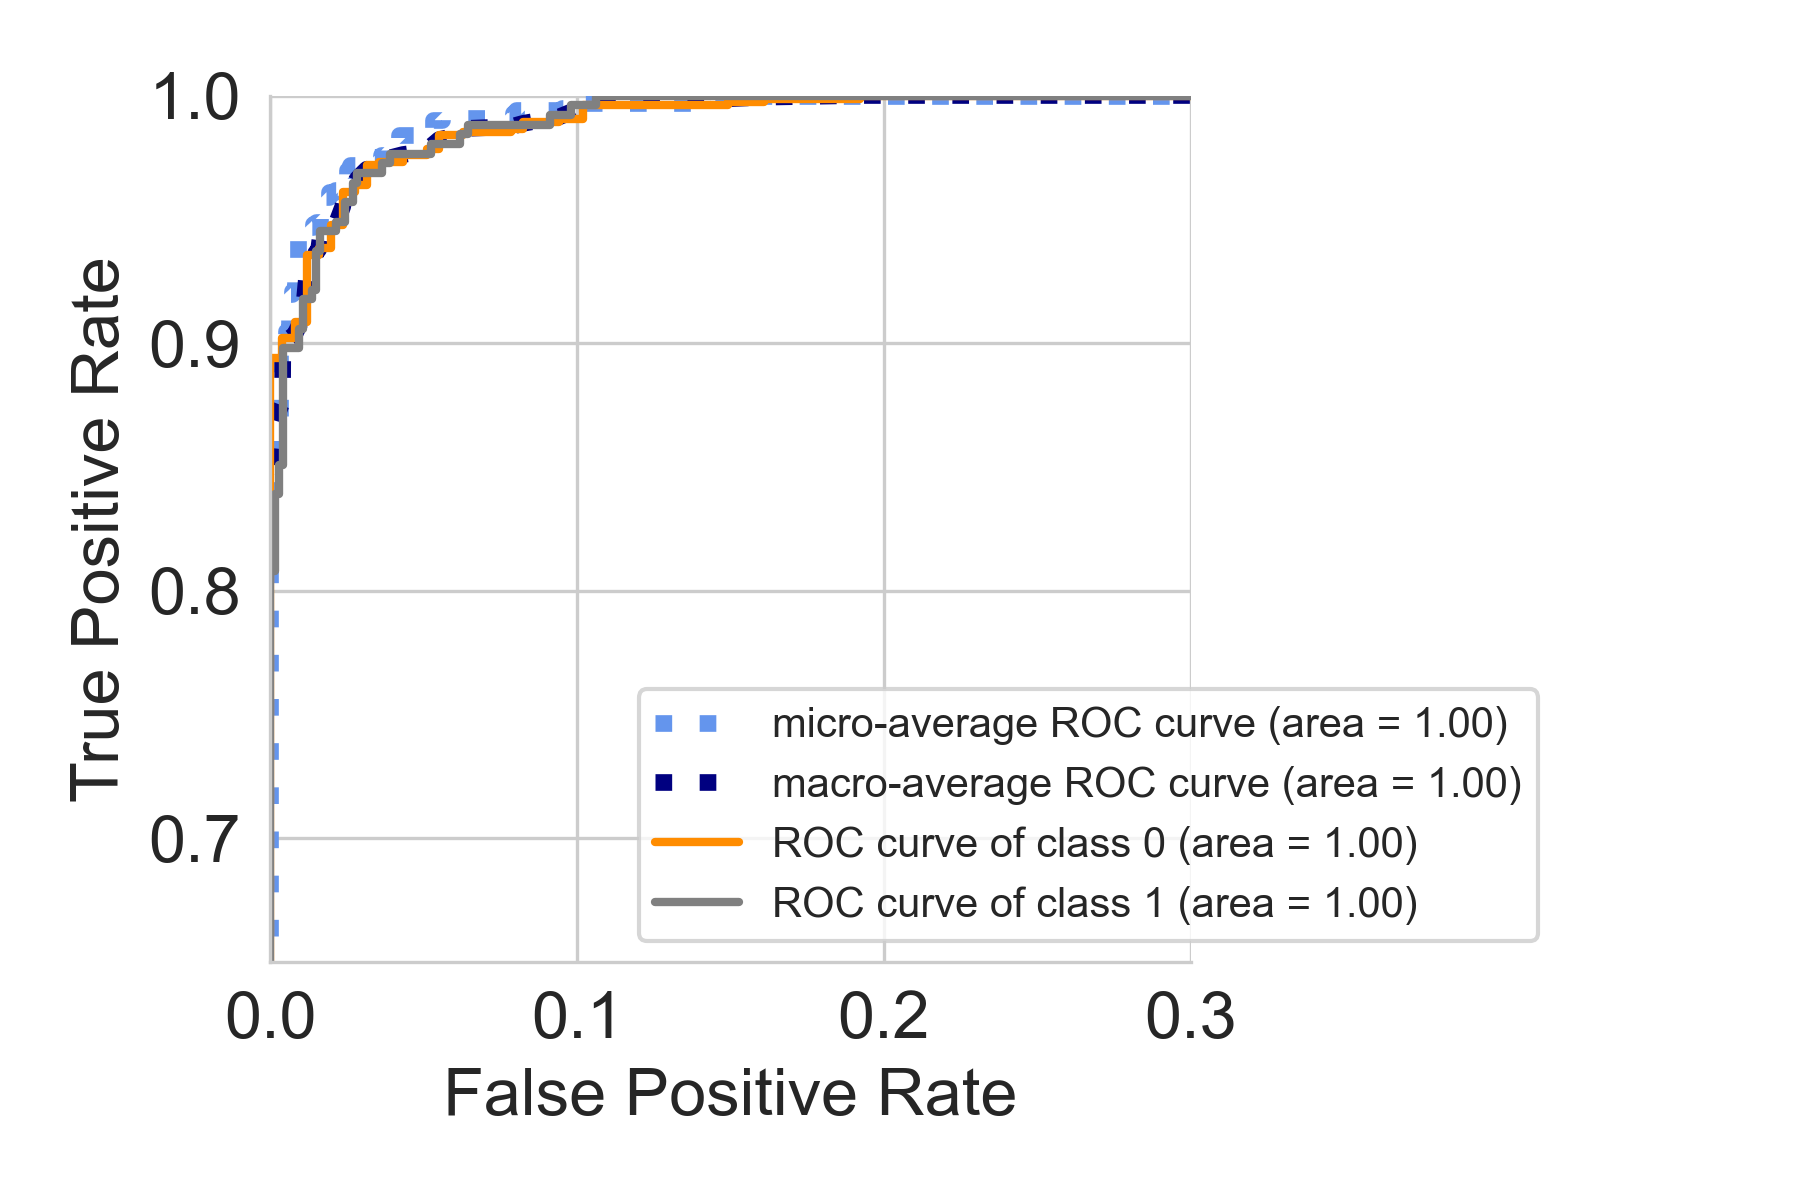 1.0
0.9
0.8
0.7
True Positive Rate
micro-average ROC curve (area = 1.00)
macro-average ROC curve (area = 1.00)
ROC curve of class 0 (area = 1.00)
ROC curve of class 1 (area = 1.00)
0.0 0.1 0.2 0.3
False Positive Rate